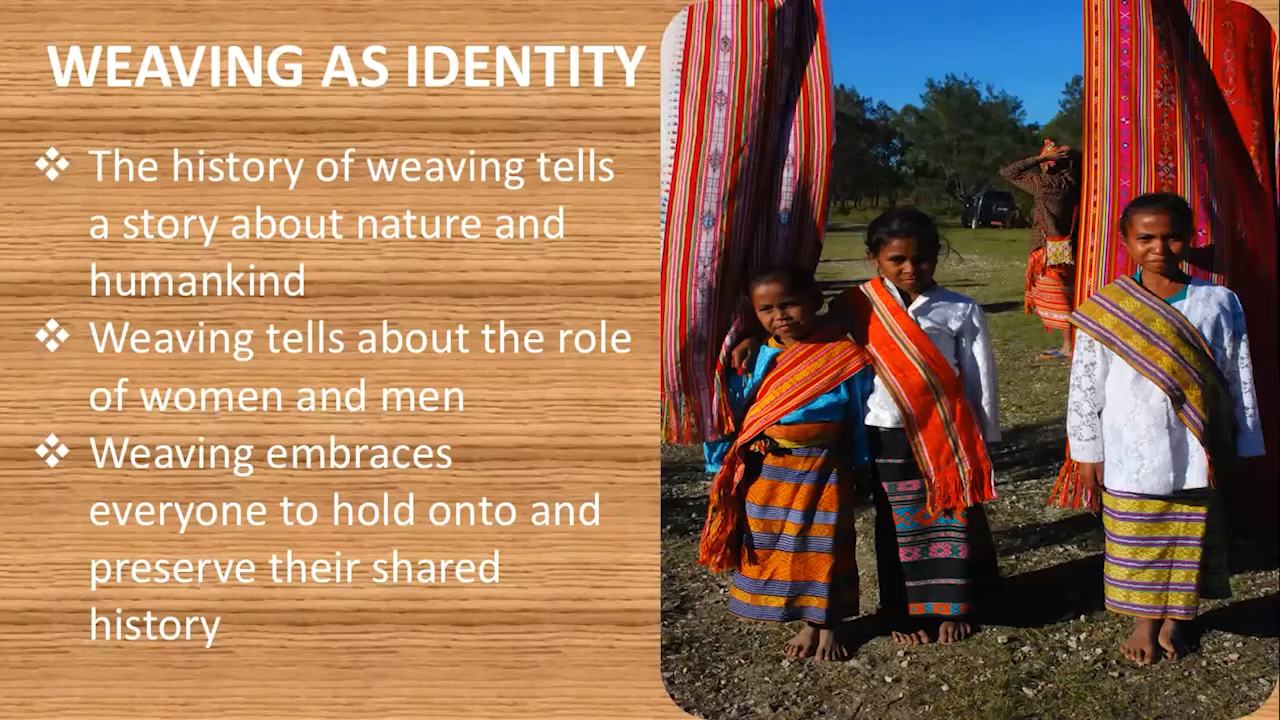 WEAVING AS IDENTITY
❖ The history of weaving tells
a story about nature and
humankind
❖ Weaving tells about the role
of women and men
❖ Weaving embraces
everyone to hold onto and
preserve their shared
history